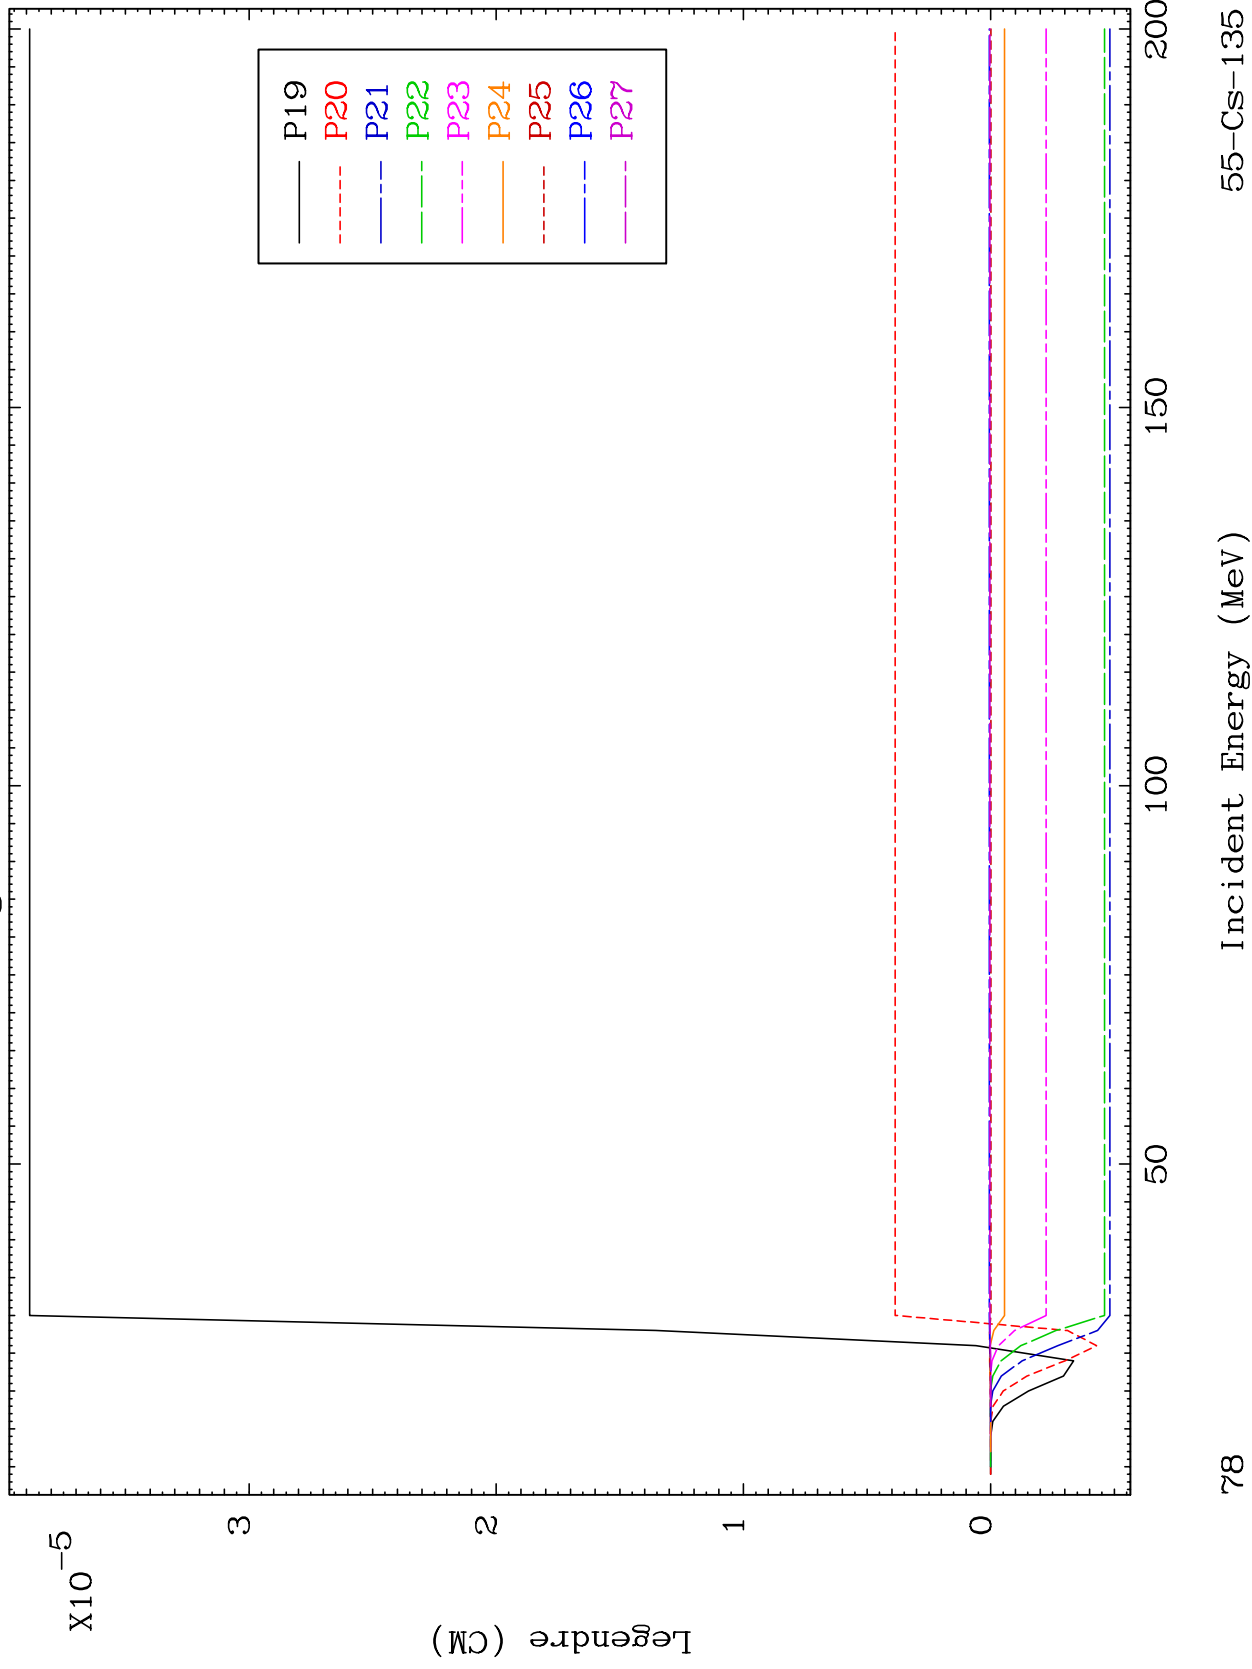 X10-5
3
2
1
0
Legendre (CM)
P19
P20
P21
P22
P23
P24
P25
P26
P27
50
100
150
200
Incident Energy (MeV)
78
55-Cs-135